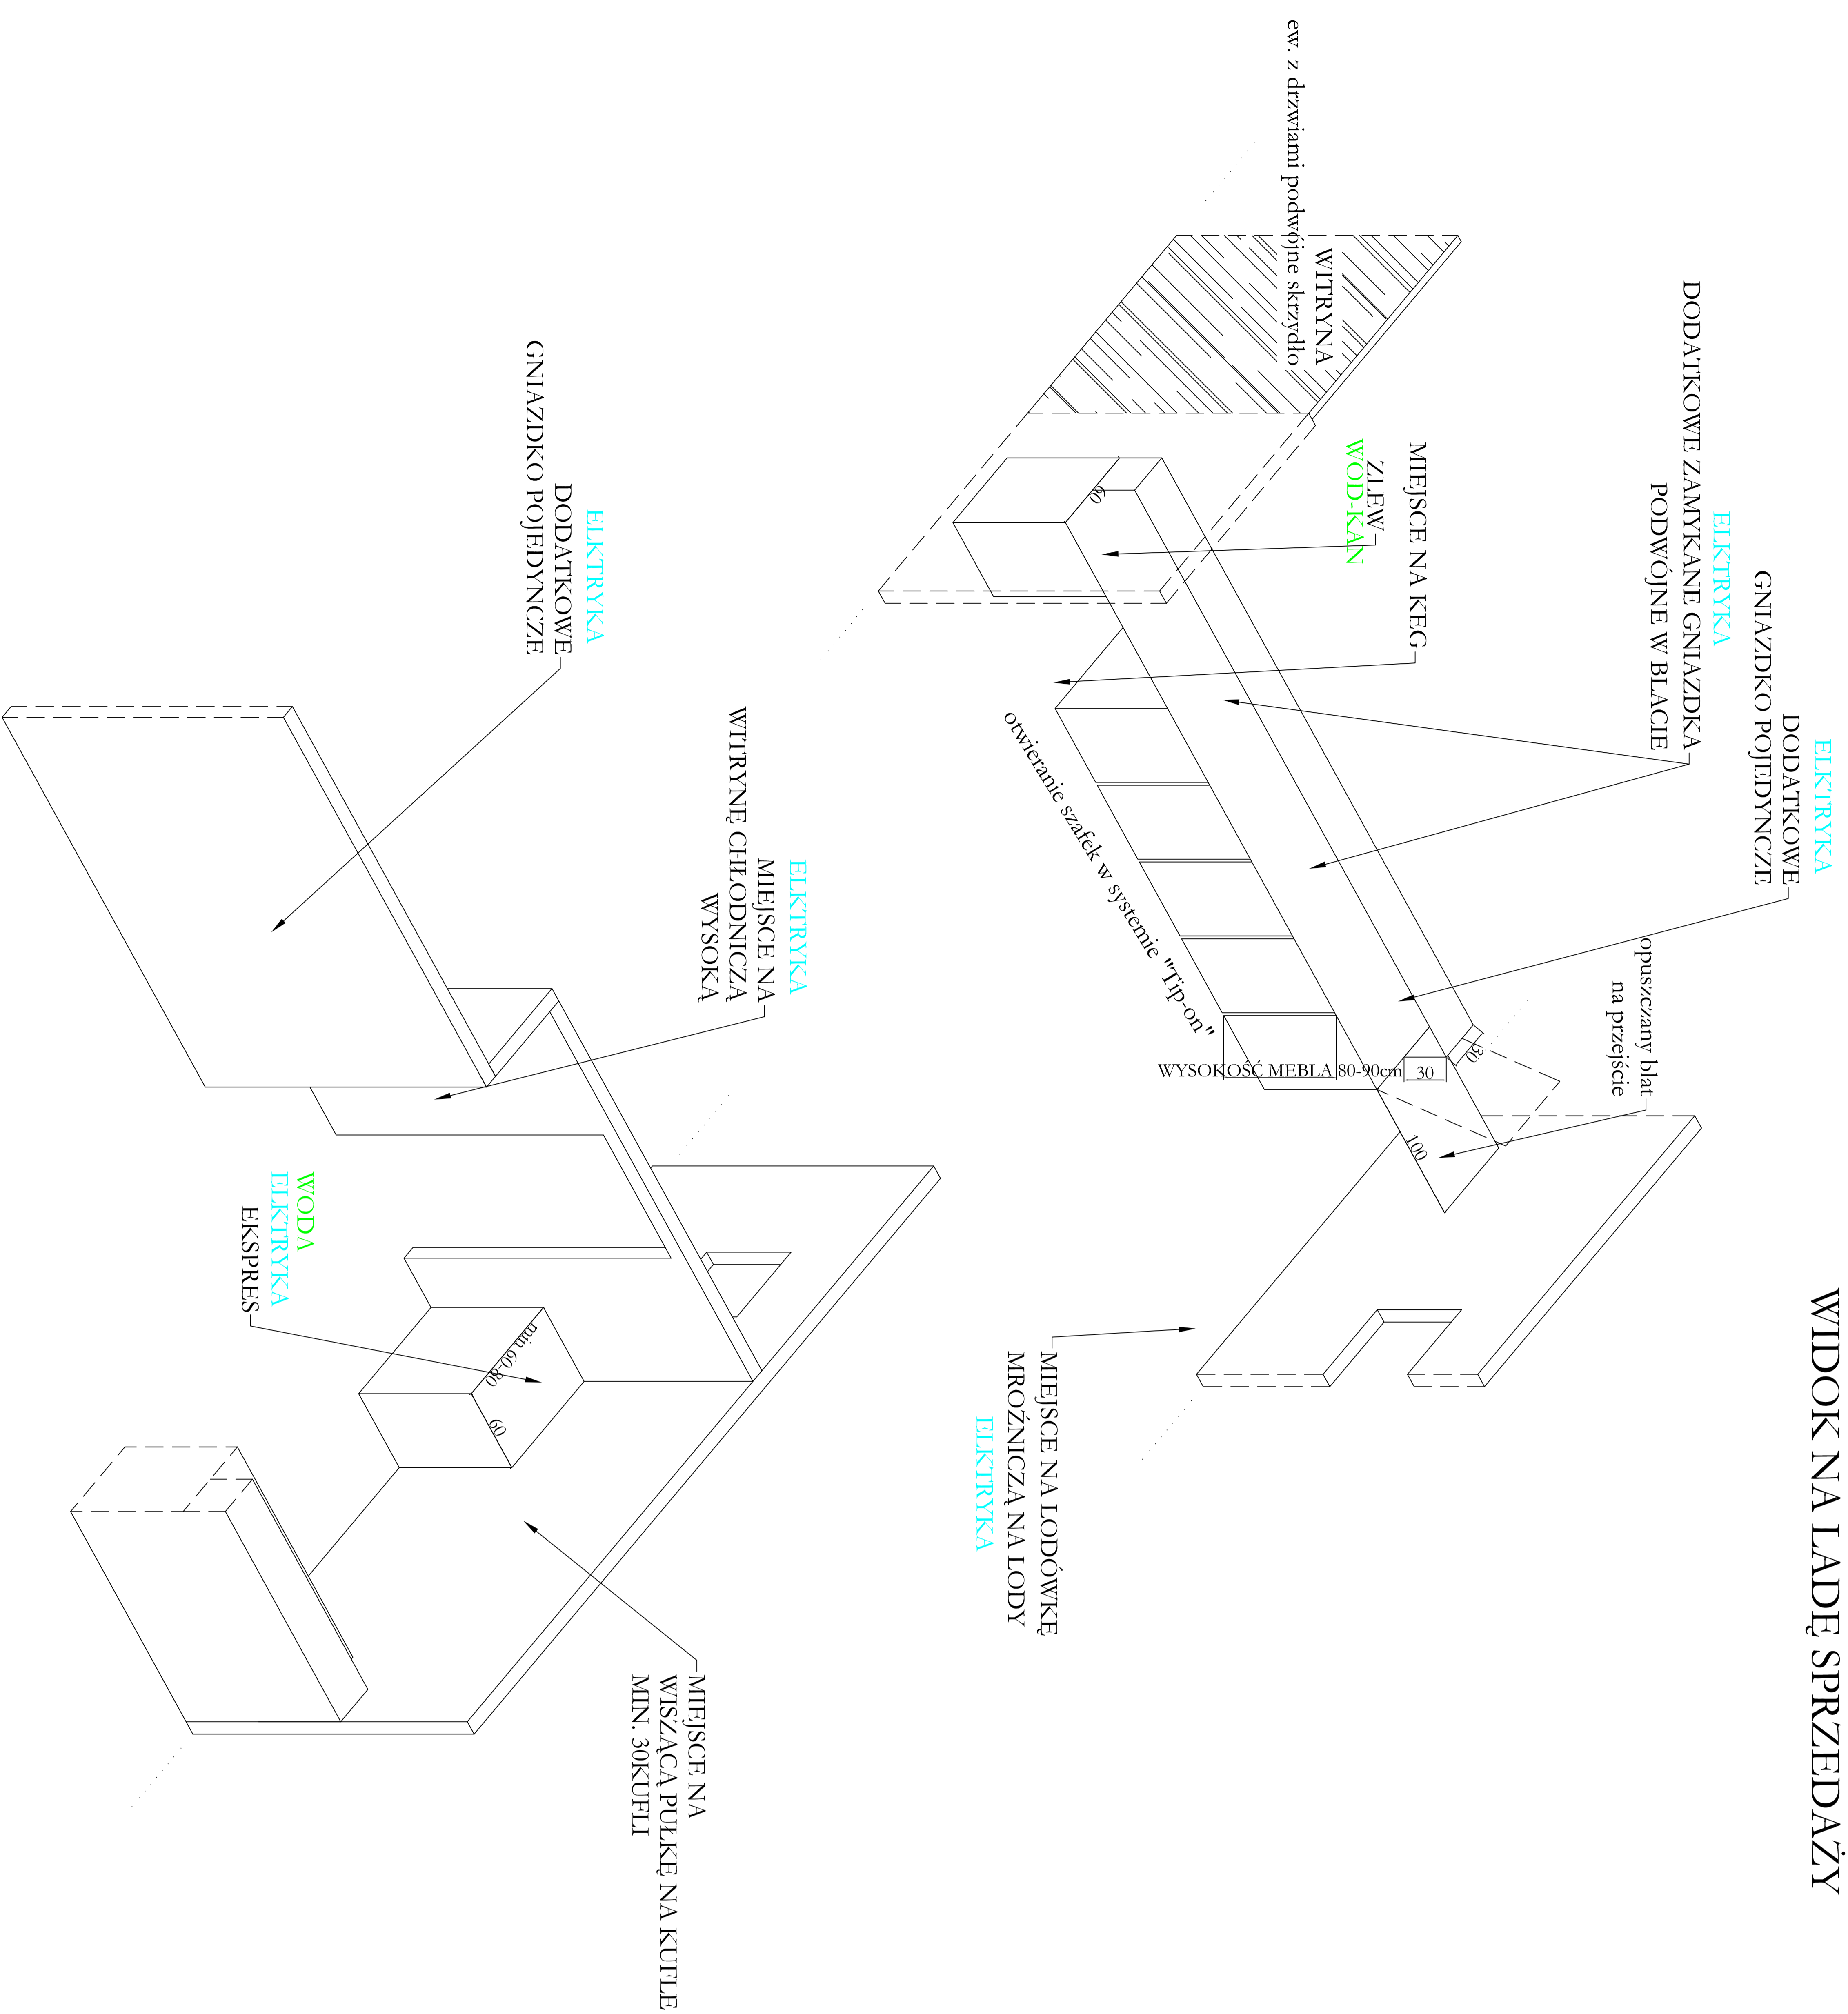 WIDOK NA LADĘ SPRZEDAŻY
ELKTRYKA
DODATKOWE
GNIAZDKO POJEDYNCZE
ELKTRYKA
DODATKOWE ZAMYKANE GNIAZDKA
PODWÓJNE W BLACIE
opuszczany blat
na przejście
MIEJSCE NA KEG
ZLEW
WOD-KAN
WITRYNA
ew. z drzwiami podwójne skrzydło
90
30
30
100
WYSOKOŚĆ MEBLA 80-90cm
otwieranie szafek w systemie "Tip-on"
MIEJSCE NA LODÓWKĘ
MROŹNICZĄ NA LODY
ELKTRYKA
ELKTRYKA
MIEJSCE NA
WITRYNĘ CHŁODNICZĄ
WYSOKĄ
ELKTRYKA
DODATKOWE
GNIAZDKO POJEDYNCZE
MIEJSCE NA
WISZĄCĄ PUŁKĘ NA KUFLE
MIN. 30KUFLI
min. 60-80
60
WODA
ELKTRYKA
EKSPRES